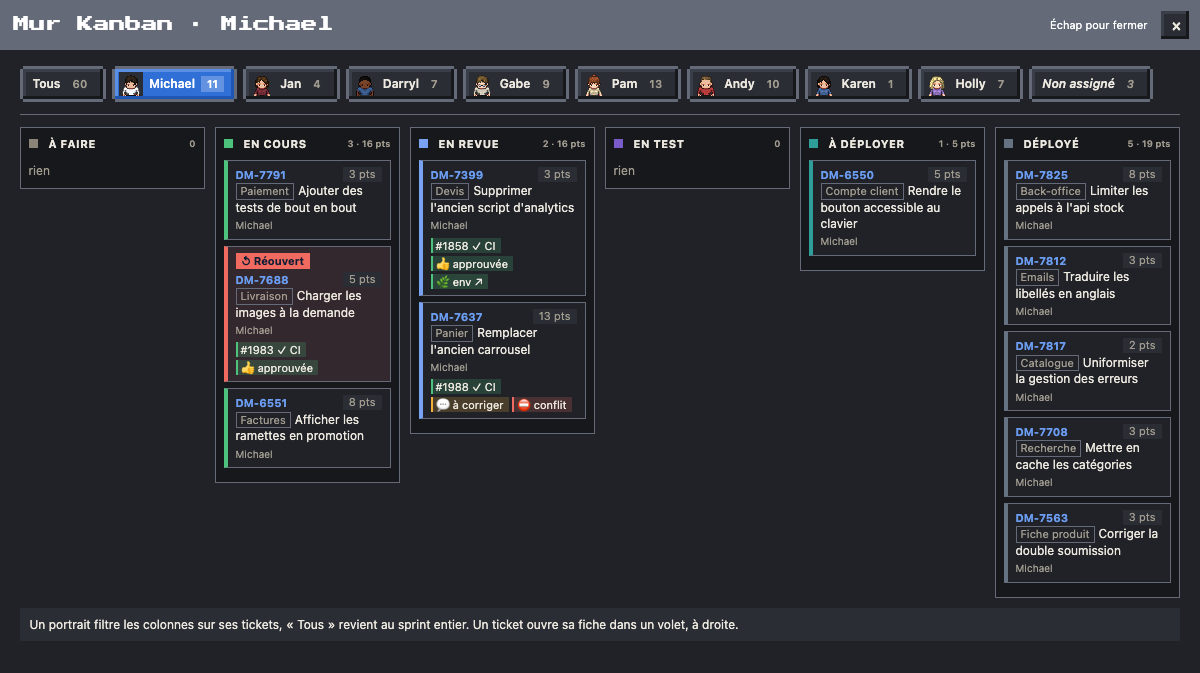 Mur Kanban · Michael
Échap pour fermer
×
Tous 60
Michael 11
Jan 4
Darryl 7
Gabe 9
Pam 13
Andy 10
Karen 1
Holly 7
Non assigné 3
À FAIRE 0
rien
EN COURS 3 · 16 pts
DM-7791 3 pts
Paiement Ajouter des
tests de bout en bout
Michael
↺ Réouvert
DM-7688 5 pts
Livraison Charger les
images à la demande
Michael
#1983 ✓ CI
👍 approuvée
DM-6551 8 pts
Factures Afficher les
ramettes en promotion
Michael
EN REVUE 2 · 16 pts
DM-7399 3 pts
Devis Supprimer
l'ancien script d'analytics
Michael
#1858 ✓ CI
👍 approuvée
🌿 env ↗
DM-7637 13 pts
Panier Remplacer
l'ancien carrousel
Michael
#1988 ✓ CI
💬 à corriger ⛔ conflit
EN TEST 0
rien
À DÉPLOYER 1 · 5 pts
DM-6550 5 pts
Compte client Rendre le
bouton accessible au
clavier
Michael
DÉPLOYÉ 5 · 19 pts
DM-7825 8 pts
Back-office Limiter les
appels à l'api stock
Michael
DM-7812 3 pts
Emails Traduire les
libellés en anglais
Michael
DM-7817 2 pts
Catalogue Uniformiser
la gestion des erreurs
Michael
DM-7708 3 pts
Recherche Mettre en
cache les catégories
Michael
DM-7563 3 pts
Fiche produit Corriger la
double soumission
Michael
Un portrait filtre les colonnes sur ses tickets, « Tous » revient au sprint entier. Un ticket ouvre sa fiche dans un volet, à droite.